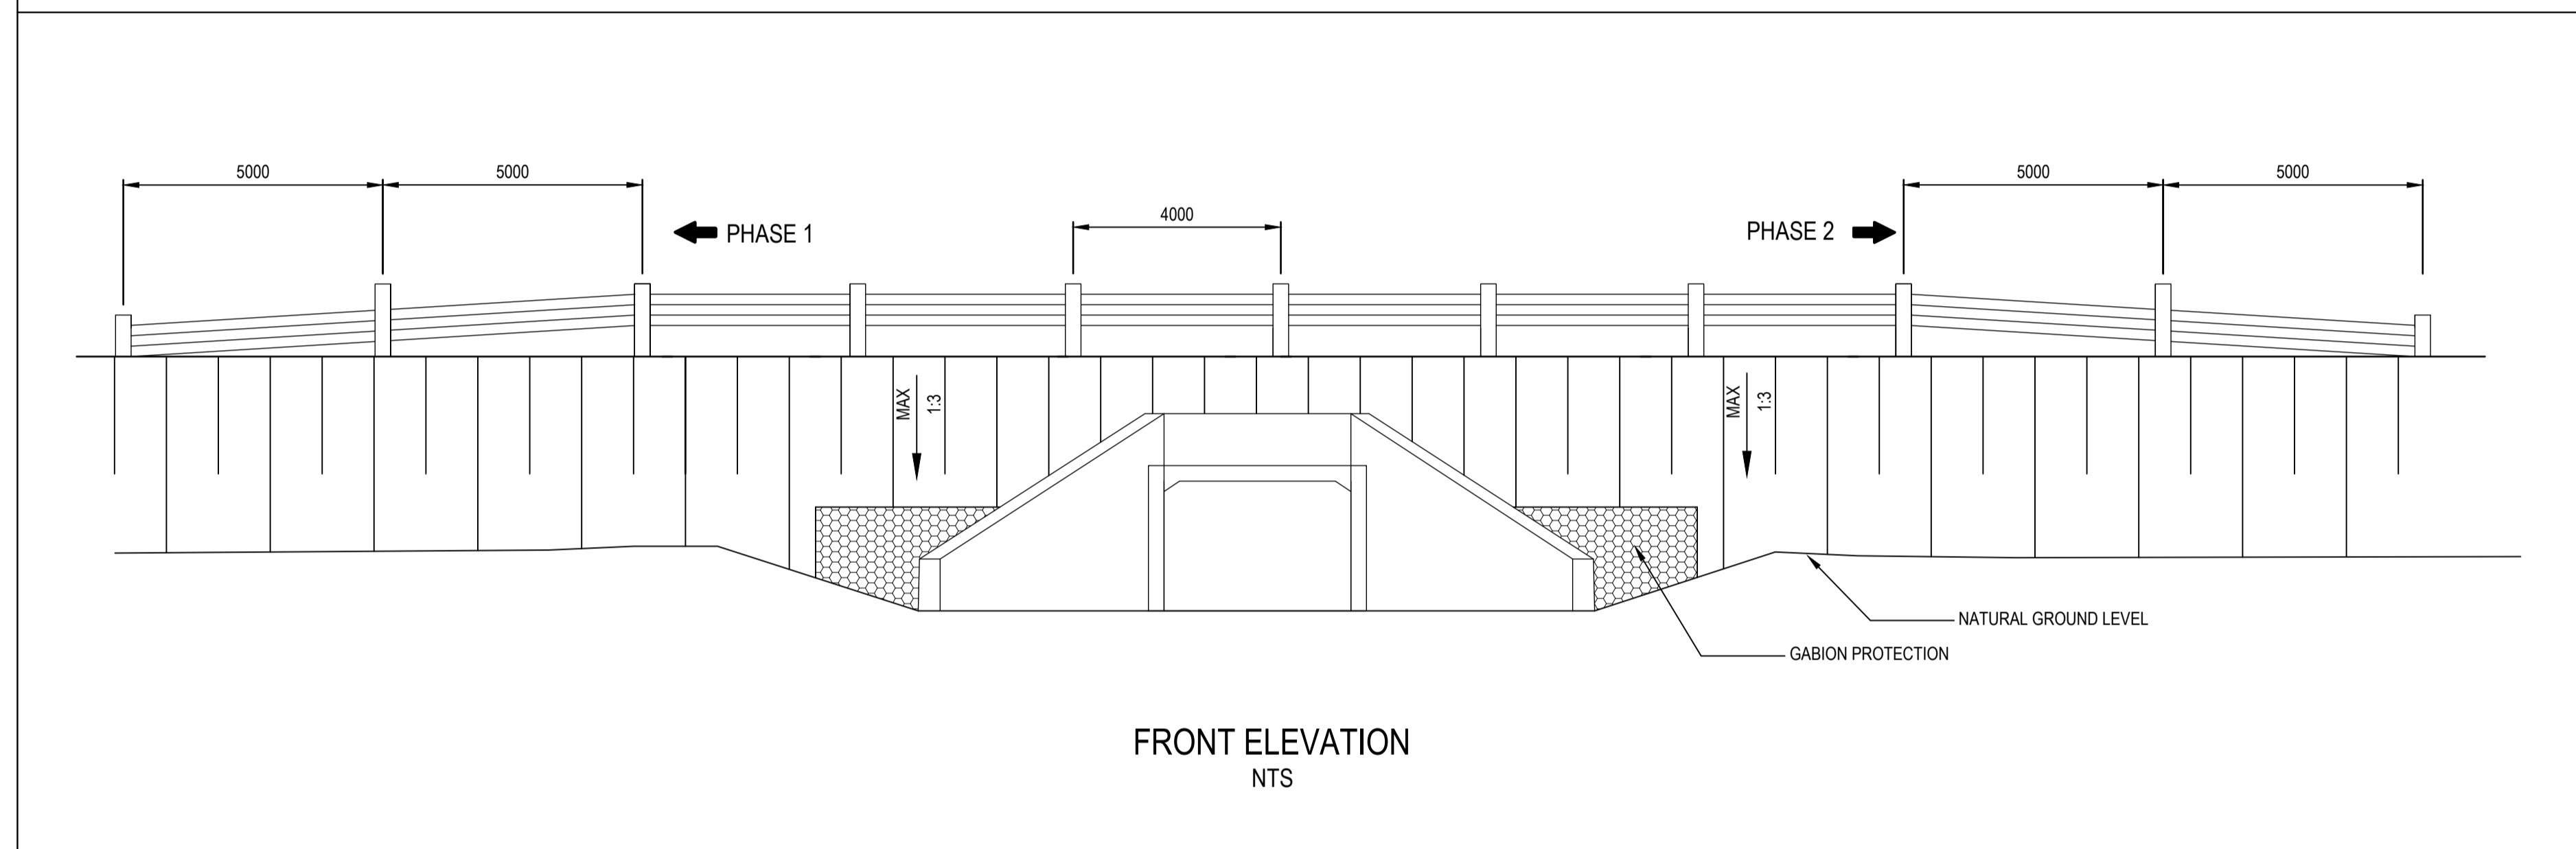 5000
5000
5000
5000
4000
PHASE 1
PHASE 2
MAX
1:3
MAX
1:3
NATURAL GROUND LEVEL
GABION PROTECTION
FRONT ELEVATION
NTS